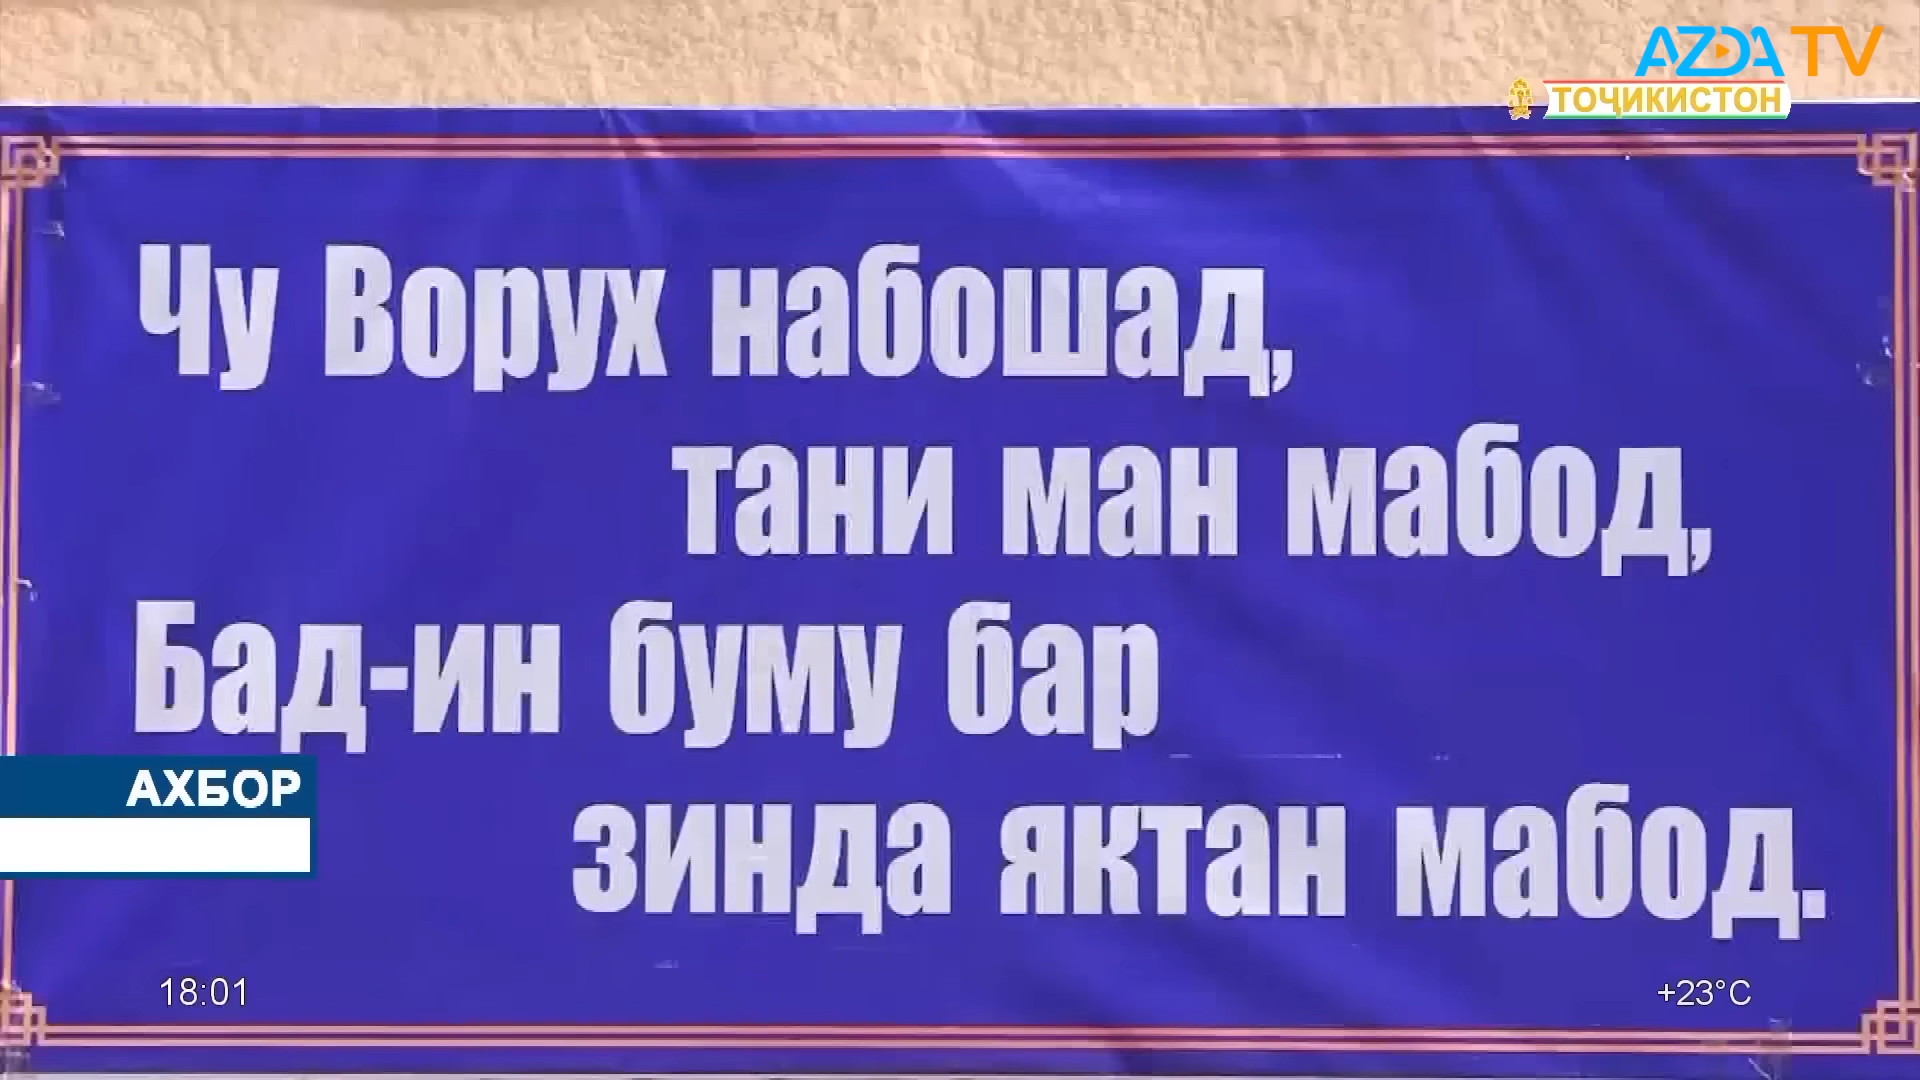 AZDA TV
ТОҶИКИСТОН
Чу Ворух набошад,
тани ман мабод,
Бад-ин буму бар
зинда яктан мабод.
АХБОР
18:01
+23°C